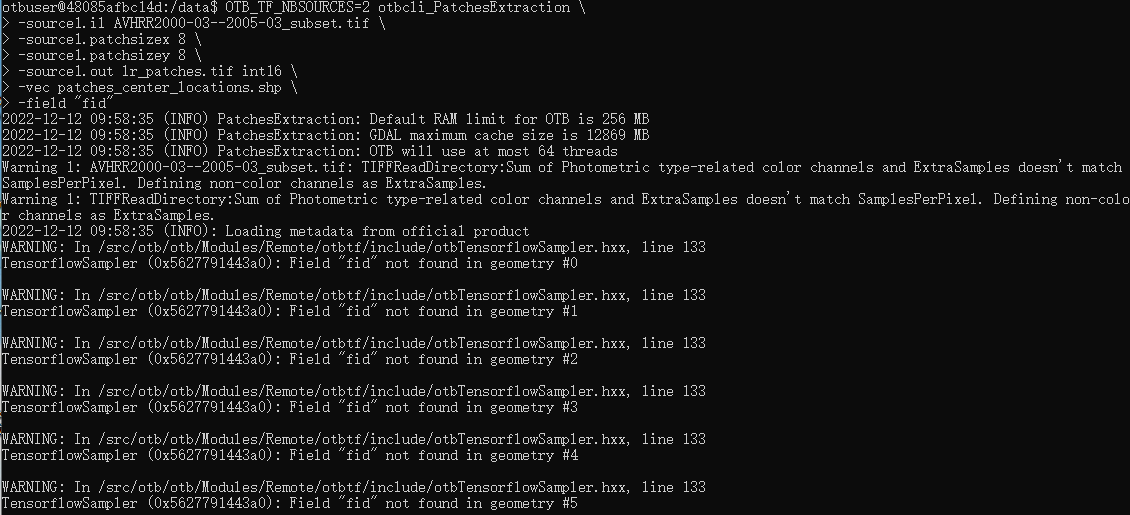 otbuser@48085afbc14d:/data$ OTB_TF_NBSOURCES=2 otbcli_PatchesExtraction \
> -source1.il AVHRR2000-03--2005-03_subset.tif \
> -source1.patchsizex 8 \
> -source1.patchsizey 8 \
> -source1.out lr_patches.tif int16 \
> -vec patches_center_locations.shp \
> -field "fid"
2022-12-12 09:58:35 (INFO) PatchesExtraction: Default RAM limit for OTB is 256 MB
2022-12-12 09:58:35 (INFO) PatchesExtraction: GDAL maximum cache size is 12869 MB
2022-12-12 09:58:35 (INFO) PatchesExtraction: OTB will use at most 64 threads
Warning 1: AVHRR2000-03--2005-03_subset.tif: TIFFReadDirectory:Sum of Photometric type-related color channels and ExtraSamples doesn't match
SamplesPerPixel. Defining non-color channels as ExtraSamples.
Warning 1: TIFFReadDirectory:Sum of Photometric type-related color channels and ExtraSamples doesn't match SamplesPerPixel. Defining non-colo
r channels as ExtraSamples.
2022-12-12 09:58:35 (INFO): Loading metadata from official product
WARNING: In /src/otb/otb/Modules/Remote/otbtf/include/otbTensorflowSampler.hxx, line 133
TensorflowSampler (0x5627791443a0): Field "fid" not found in geometry #0
WARNING: In /src/otb/otb/Modules/Remote/otbtf/include/otbTensorflowSampler.hxx, line 133
TensorflowSampler (0x5627791443a0): Field "fid" not found in geometry #1
WARNING: In /src/otb/otb/Modules/Remote/otbtf/include/otbTensorflowSampler.hxx, line 133
TensorflowSampler (0x5627791443a0): Field "fid" not found in geometry #2
WARNING: In /src/otb/otb/Modules/Remote/otbtf/include/otbTensorflowSampler.hxx, line 133
TensorflowSampler (0x5627791443a0): Field "fid" not found in geometry #3
WARNING: In /src/otb/otb/Modules/Remote/otbtf/include/otbTensorflowSampler.hxx, line 133
TensorflowSampler (0x5627791443a0): Field "fid" not found in geometry #4
WARNING: In /src/otb/otb/Modules/Remote/otbtf/include/otbTensorflowSampler.hxx, line 133
TensorflowSampler (0x5627791443a0): Field "fid" not found in geometry #5